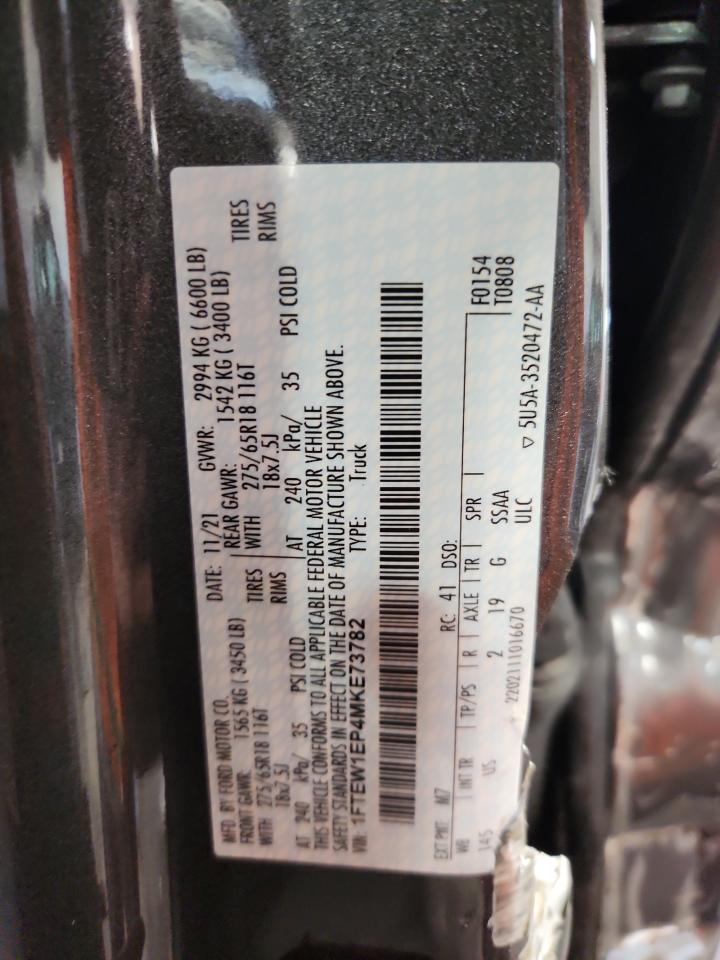 MFD. BY FORD MOTOR CO.
DATE: 11/21 GVWR: 2994 KG ( 6600 LB)
FRONT GAWR: 1565 KG ( 3450 LB) REAR GAWR: 1542 KG ( 3400 LB)
WITH 275/65R18 116T TIRES WITH 275/65R18 116T TIRES
18x7.5J RIMS 18x7.5J RIMS
AT 240 kPa/ 35 PSI COLD AT 240 kPa/ 35 PSI COLD
THIS VEHICLE CONFORMS TO ALL APPLICABLE FEDERAL MOTOR VEHICLE
SAFETY STANDARDS IN EFFECT ON THE DATE OF MANUFACTURE SHOWN ABOVE.
VIN: 1FTEW1EP4MKE73782 TYPE: Truck
EXT PNT: M7 RC: 41 DSO:
WB INT TR TP/PS R AXLE TR SPR F0154
145 US 2 19 G SSAA T0808
ULC
2202111016670 ▽ 5U5A-3520472-AA